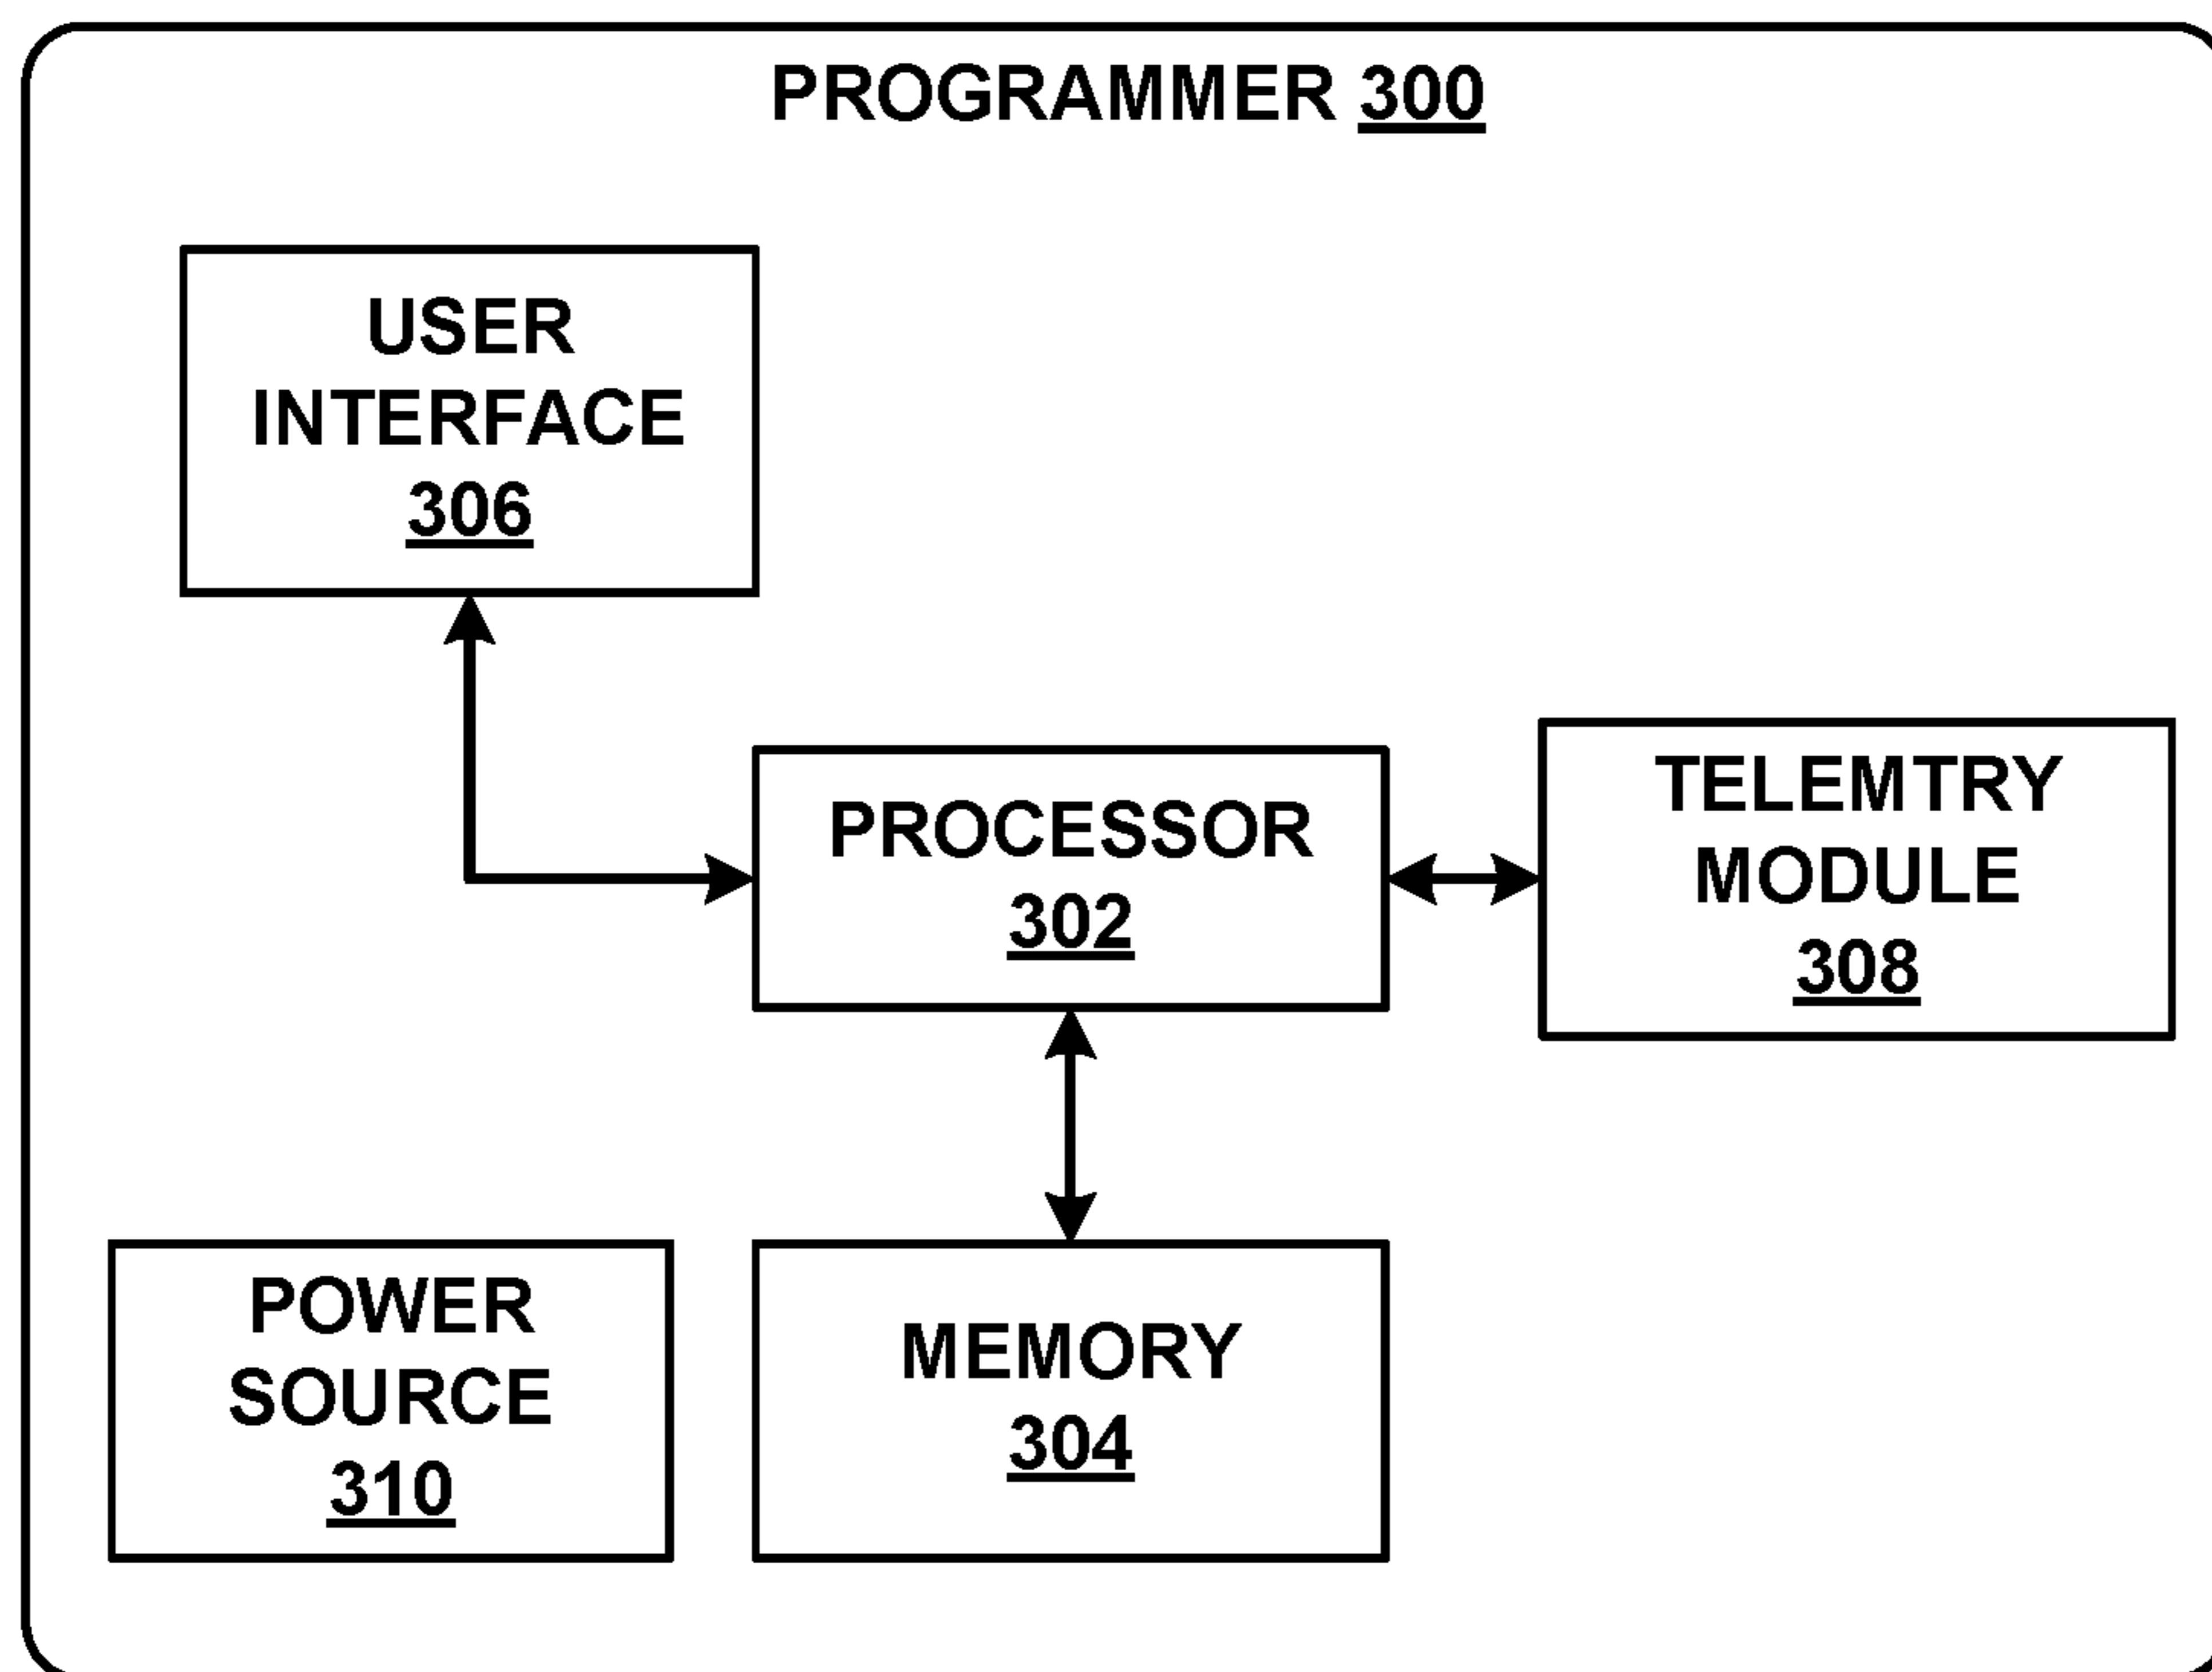 PROGRAMMER 300
USER
INTERFACE
306
PROCESSOR
302
TELEMTRY
MODULE
308
POWER
SOURCE
310
MEMORY
304